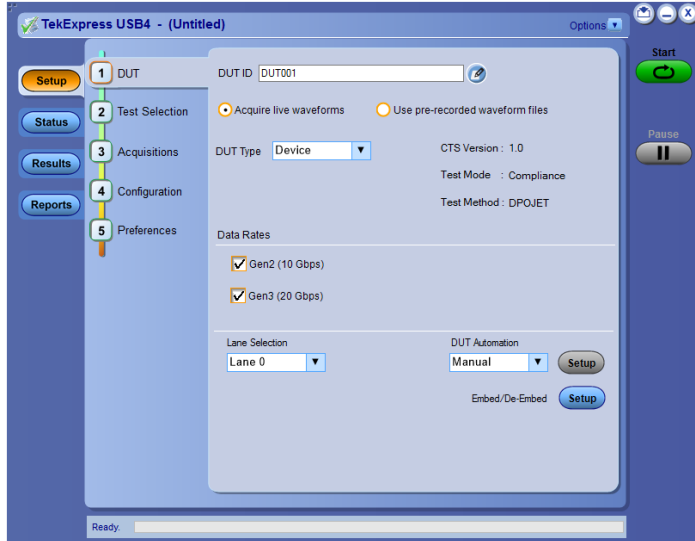 TekExpress USB4 - (Untitled)
Options
Start
Pause
Setup
Status
Results
Reports
1 DUT
2 Test Selection
3 Acquisitions
4 Configuration
5 Preferences
DUT ID DUT001
Acquire live waveforms Use pre-recorded waveform files
DUT Type Device
CTS Version : 1.0
Test Mode : Compliance
Test Method : DPOJET
Data Rates
Gen2 (10 Gbps)
Gen3 (20 Gbps)
Lane Selection
Lane 0
DUT Automation
Manual Setup
Embed/De-Embed Setup
Ready.